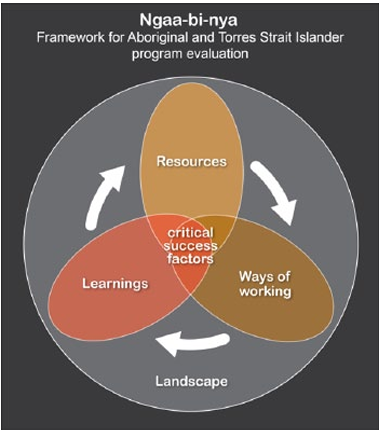 Ngaa-bi-nya
Framework for Aboriginal and Torres Strait Islander
program evaluation
Resources
critical
success
factors
Learnings
Ways of
working
Landscape